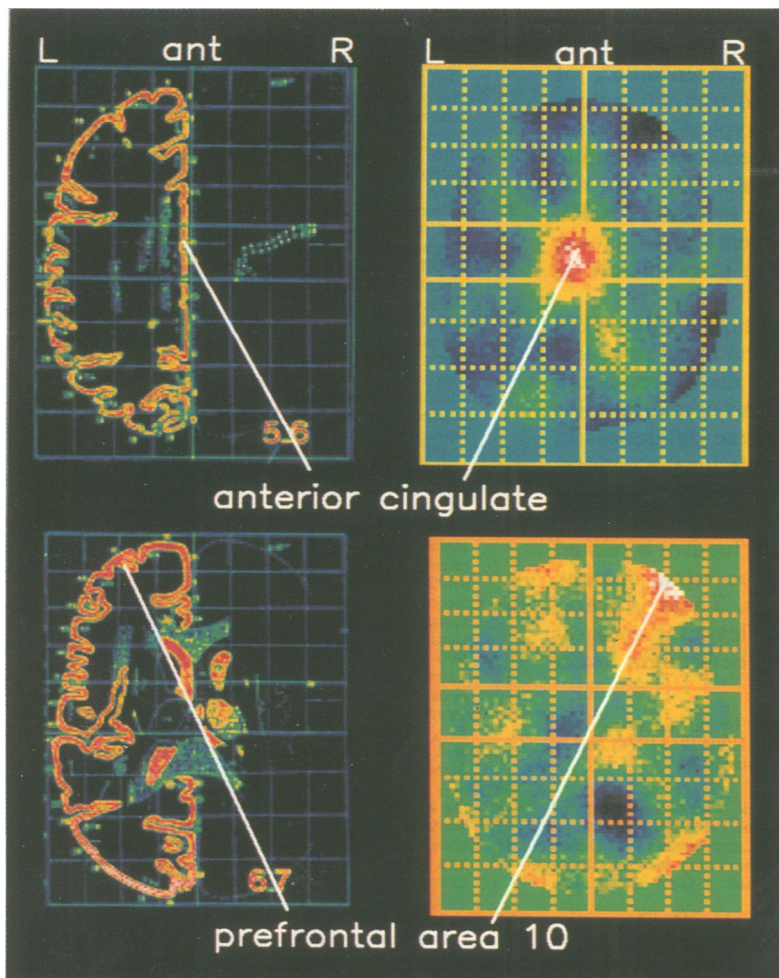 L ant R L ant R
5.6
anterior cingulate
6.7
prefrontal area 10